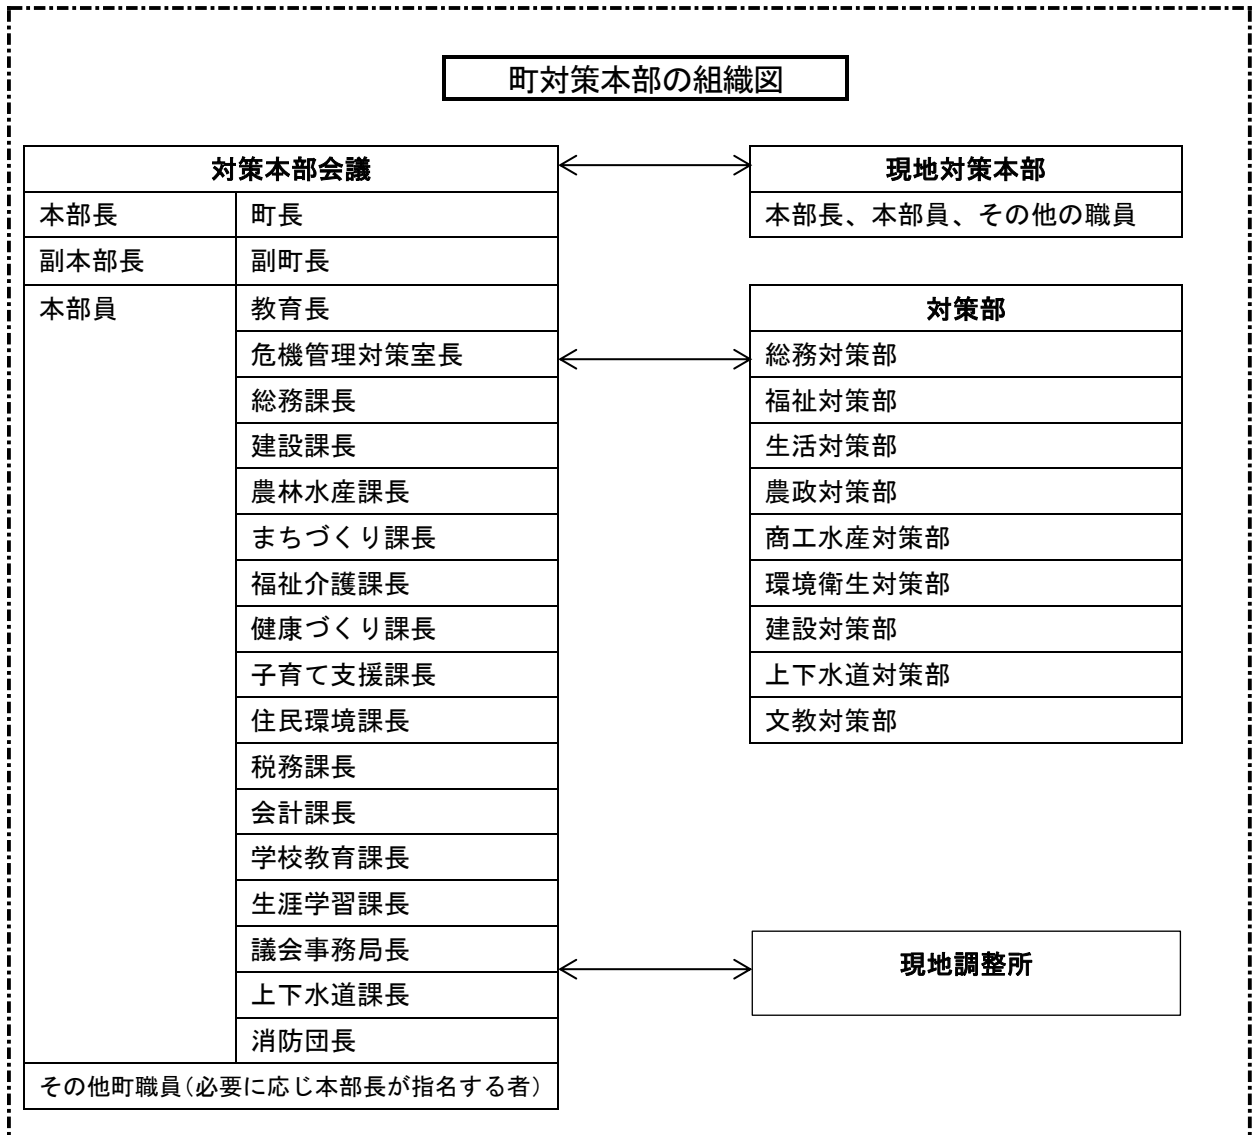 町対策本部の組織図
対策本部会議
本部長 町長
副本部長 副町長
本部員 教育長
危機管理対策室長
総務課長
建設課長
農林水産課長
まちづくり課長
福祉介護課長
健康づくり課長
子育て支援課長
住民環境課長
税務課長
会計課長
学校教育課長
生涯学習課長
議会事務局長
上下水道課長
消防団長
その他町職員(必要に応じ本部長が指名する者)
現地対策本部
本部長、本部員、その他の職員
対策部
総務対策部
福祉対策部
生活対策部
農政対策部
商工水産対策部
環境衛生対策部
建設対策部
上下水道対策部
文教対策部
現地調整所